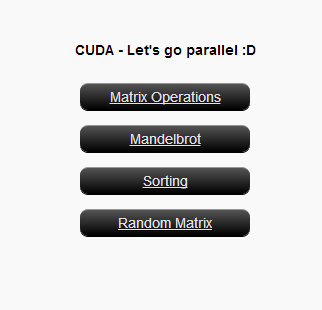 CUDA - Let's go parallel :D
Matrix Operations
Mandelbrot
Sorting
Random Matrix